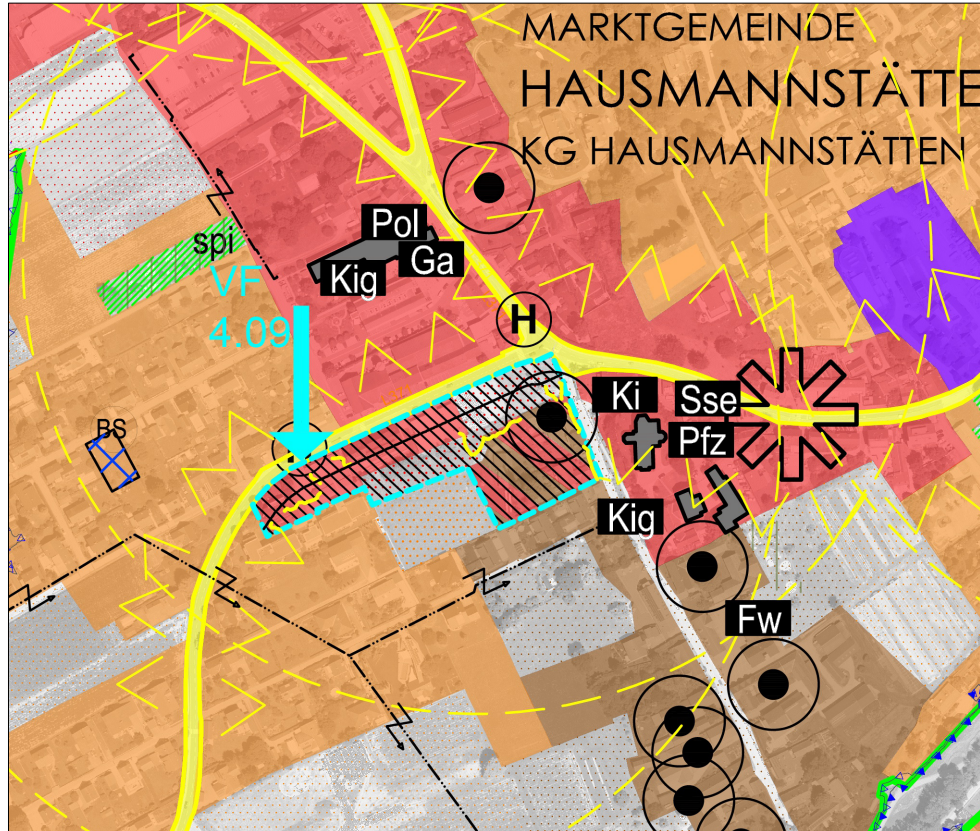 MARKTGEMEINDE
HAUSMANNSTÄTTE
KG HAUSMANNSTÄTTEN
Pol
spi
Ga
Kig
VF
4.09
H
Ki
Sse
BS
Pfz
Kig
Fw